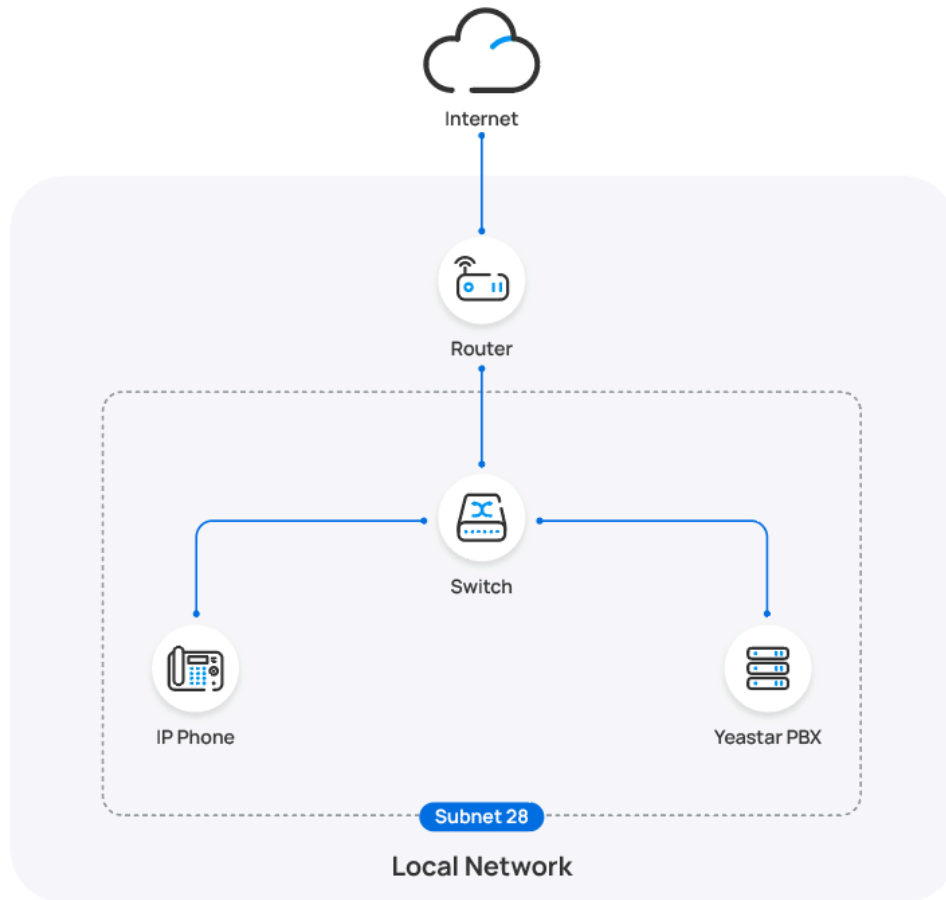 Internet
Router
Switch
IP Phone
Yeastar PBX
Subnet 28
Local Network